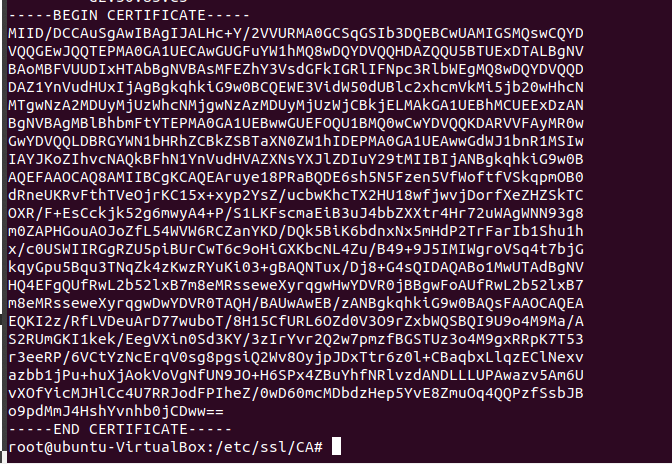 -----BEGIN CERTIFICATE-----
MIID/DCCAuSgAwIBAgIJALHc+Y/2VVURMA0GCSqGSIb3DQEBCwUAMIGSMQswCQYD
VQQGEwJQQTEPMA0GA1UECAwGUGFuYW1hMQ8wDQYDVQQHDAZQQU5BTUExDTALBgNV
BAoMBFVUUDIxHTAbBgNVBAsMFEZhY3VsdGFkIGRlIFNpc3RlbWEgMQ8wDQYDVQQD
DAZ1YnVudHUxIjAgBgkqhkiG9w0BCQEWE3VidW50dUBlc2xhcmVkMi5jb20wHhcN
MTgwNzA2MDUyMjUzWhcNMjgwNzAzMDUyMjUzWjCBkjELMAkGA1UEBhMCUEExDzAN
BgNVBAgMBlBhbmFtYTEPMA0GA1UEBwwGUEFOQU1BMQ0wCwYDVQQKDARVVFAyMR0w
GwYDVQQLDBRGYWN1bHRhZCBkZSBTaXN0ZW1hIDEPMA0GA1UEAwwGdWJ1bnR1MSIw
IAYJKoZIhvcNAQkBFhN1YnVudHVAZXNsYXJlZDIuY29tMIIBIjANBgkqhkiG9w0B
AQEFAAOCAQ8AMIIBCgKCAQEAruye18PRaBQDE6sh5N5Fzen5VfWoftfVSkqpmOB0
dRneUKRvFthTVeOjrKC15x+xyp2YsZ/ucbwKhcTX2HU18wfjwvjDorfXeZHZSkTC
OXR/F+EsCckjk52g6mwyA4+P/S1LKFscmaEiB3uJ4bbZXXtr4Hr72uWAgWNN93g8
m0ZAPHGouAOJoZfL54WVW6RCZanYKD/DQk5BiK6bdnxNx5mHdP2TrFarIb1Shu1h
x/c0USWIIRGgRZU5piBUrCwT6c9oHiGXKbcNL4Zu/B49+9J5IMIWgroVSq4t7bjG
kqyGpu5Bqu3TNqZk4zKwzRYuKi03+gBAQNTux/Dj8+G4sQIDAQABo1MwUTAdBgNV
HQ4EFgQUfRwL2b52lxB7m8eMRsseweXyrqgwHwYDVR0jBBgwFoAUfRwL2b52lxB7
m8eMRsseweXyrqgwDwYDVR0TAQH/BAUwAwEB/zANBgkqhkiG9w0BAQsFAAOCAQEA
EQKI2z/RfLVDeuArD77wuboT/8H15CfURL6OZd0V3O9rZxbWQSBQI9U9o4M9Ma/A
S2RUmGKI1kek/EegVXin0Sd3KY/3zIrYvr2Q2w7pmzfBGSTUz3o4M9gxRRpK7T53
r3eeRP/6VCtYzNcErqV0sg8pgsiQ2Wv8OyjpJDxTtr6z0l+CBaqbxLlqzEClNexv
azbb1jPu+huXjAokVoVgNfUN9JO+H6SPx4ZBuYhfNRlvzdANDLLLUPAwazv5Am6U
vXOfYicMJHlCc4U7RRJodFPIheZ/0wD60mcMDbdzHep5YvE8ZmuOq4QQPzfSsbJB
o9pdMmJ4HshYvnhb0jCDww==
-----END CERTIFICATE-----
root@ubuntu-VirtualBox:/etc/ssl/CA#